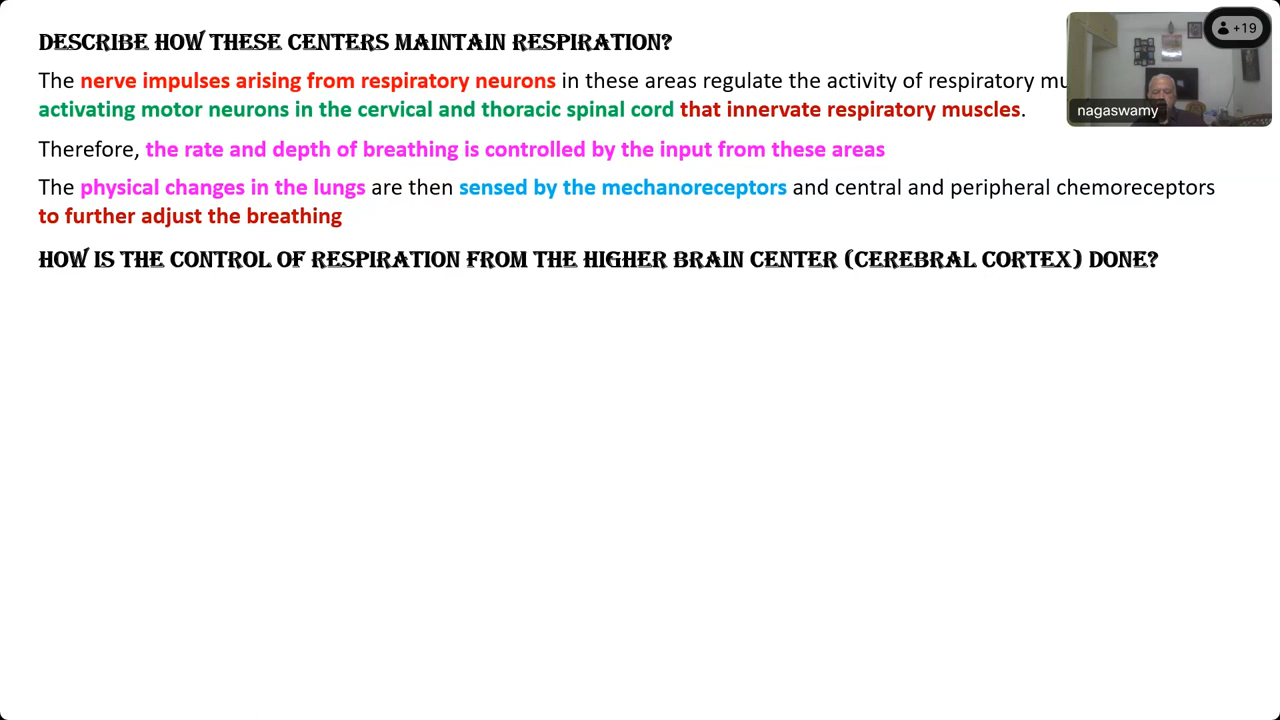 DESCRIBE HOW THESE CENTERS MAINTAIN RESPIRATION?
The nerve impulses arising from respiratory neurons in these areas regulate the activity of respiratory
activating motor neurons in the cervical and thoracic spinal cord that innervate respiratory muscles.
Therefore, the rate and depth of breathing is controlled by the input from these areas
The physical changes in the lungs are then sensed by the mechanoreceptors and central and peripheral chemoreceptors
to further adjust the breathing
HOW IS THE CONTROL OF RESPIRATION FROM THE HIGHER BRAIN CENTER (CEREBRAL CORTEX) DONE?
+19
nagaswamy